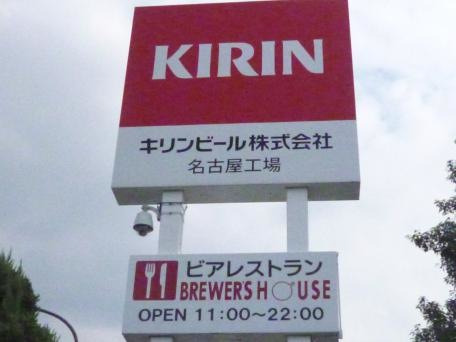 KIRIN
キリンビール株式会社
名古屋工場
ビアレストラン
BREWER'S HOUSE
OPEN 11:00～22:00